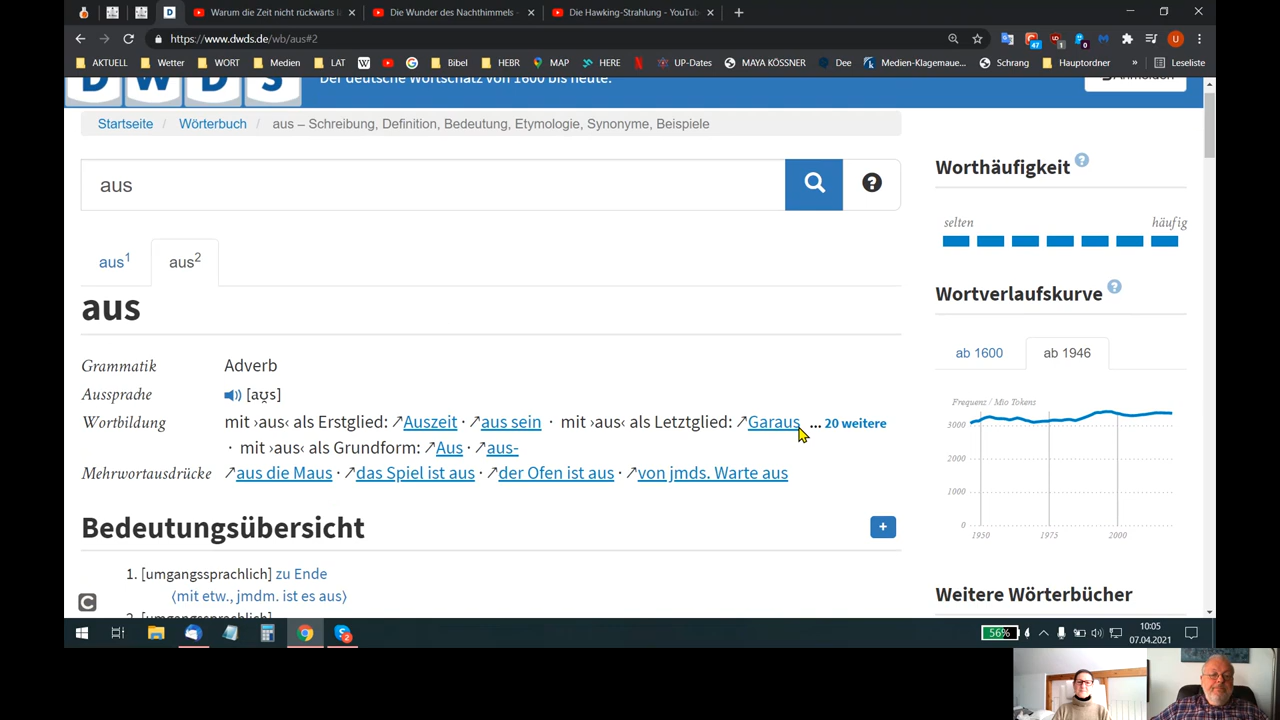 Warum die Zeit nicht rückwärts l
Die Wunder des Nachthimmels -
Die Hawking-Strahlung - YouTub
https://www.dwds.de/wb/aus#2
47
1
0
U
AKTUELL
Wetter
WORT
Medien
LAT
Bibel
HEBR
MAP
HERE
UP-Dates
MAYA KÖSSNER
Dee
Medien-Klagemaue...
Schrang
Hauptordner
»
Leseliste
D W D S
Der deutsche Wortschatz von 1600 bis heute.
Anmelden
Startseite / Wörterbuch / aus – Schreibung, Definition, Bedeutung, Etymologie, Synonyme, Beispiele
aus
aus1
aus2
aus
Grammatik Adverb
Aussprache [aʊ̯s]
Wortbildung mit ›aus‹ als Erstglied: ↗Auszeit · ↗aus sein · mit ›aus‹ als Letztglied: ↗Garaus ... 20 weitere
· mit ›aus‹ als Grundform: ↗Aus · ↗aus-
Mehrwortausdrücke ↗aus die Maus · ↗das Spiel ist aus · ↗der Ofen ist aus · ↗von jmds. Warte aus
Bedeutungsübersicht
+
1. [umgangssprachlich] zu Ende
⟨mit etw., jmdm. ist es aus⟩
2. [umgangssprachlich]
Worthäufigkeit ?
selten häufig
Wortverlaufskurve ?
ab 1600 ab 1946
Frequenz / Mio Tokens
3000
2000
1000
0
1950 1975 2000
Weitere Wörterbücher
56%
10:05
07.04.2021